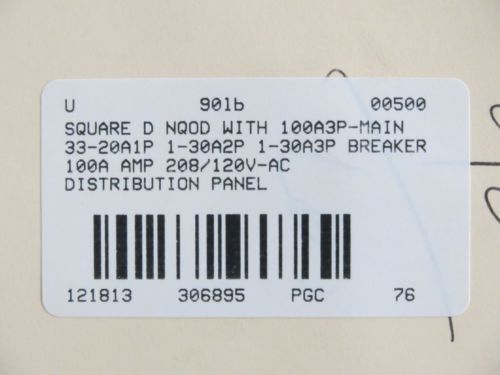 U 901b 00500
SQUARE D NQOD WITH 100A3P-MAIN
33-20A1P 1-30A2P 1-30A3P BREAKER
100A AMP 208/120V-AC
DISTRIBUTION PANEL
121813 306895 PGC 76